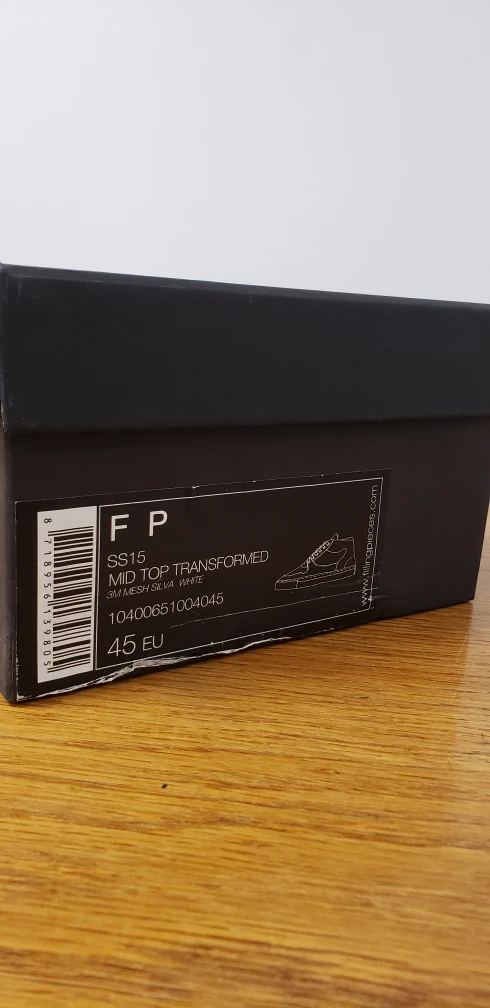 F P
SS15
MID TOP TRANSFORMED
3M MESH SILVA WHITE
10400651004045
45 EU
8 718956 139805
www.fillingpieces.com